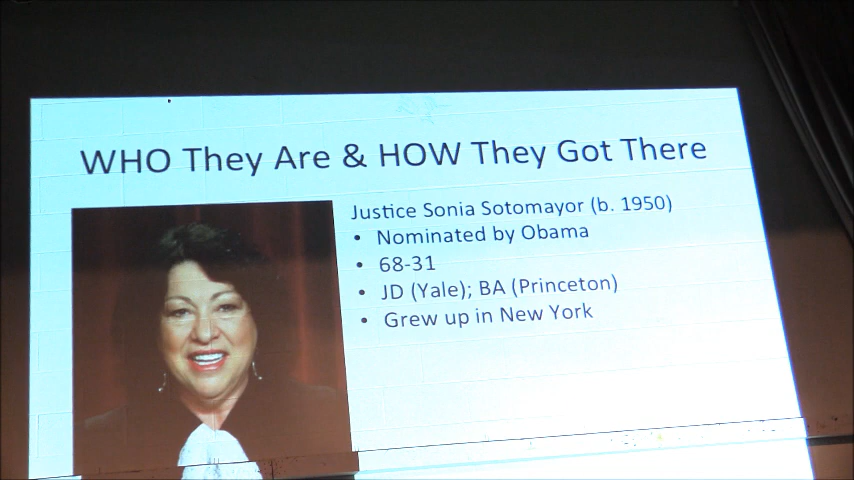 WHO They Are & HOW They Got There
Justice Sonia Sotomayor (b. 1950)
• Nominated by Obama
• 68-31
• JD (Yale); BA (Princeton)
• Grew up in New York